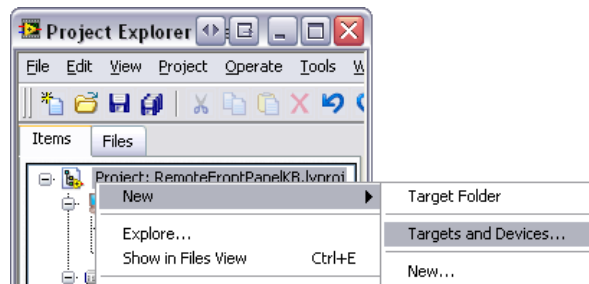 Project Explorer
File Edit View Project Operate Tools
Items Files
Project: RemoteFrontPanelKB.lvproj
New
Target Folder
Explore...
Targets and Devices...
Show in Files View Ctrl+E
New...